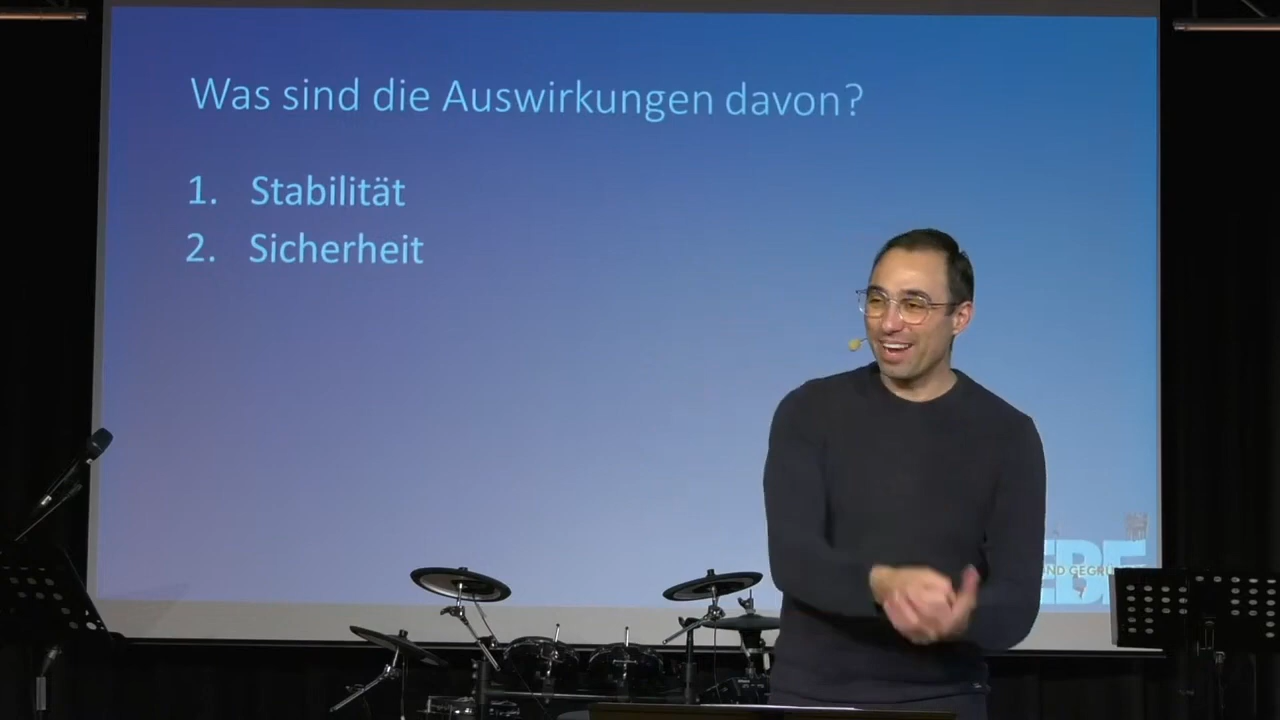 Was sind die Auswirkungen davon?
1. Stabilität
2. Sicherheit